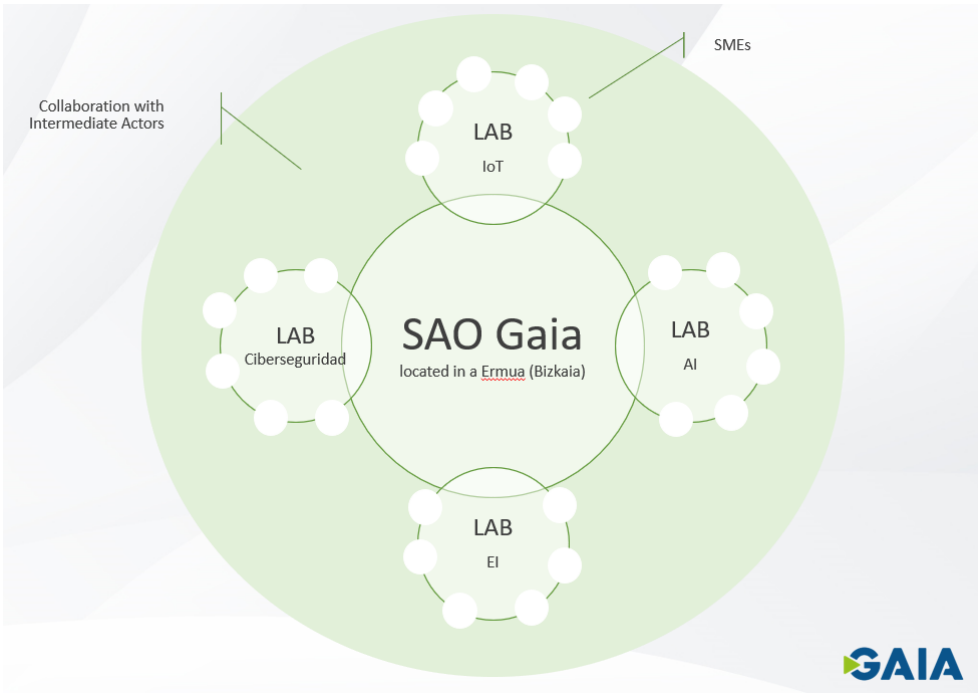 SMEs
Collaboration with
Intermediate Actors
LAB
IoT
LAB
Ciberseguridad
SAO Gaia
located in a Ermua (Bizkaia)
LAB
AI
LAB
EI
GAIA